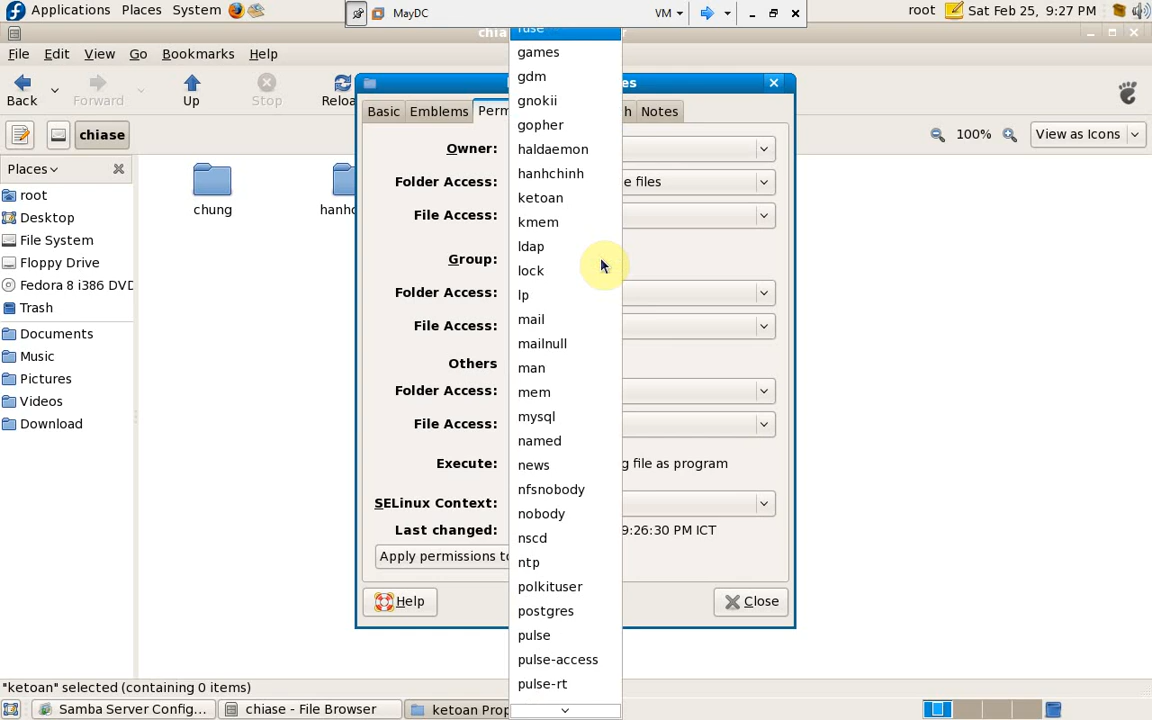 Applications Places System
MayDC
VM
root Sat Feb 25, 9:27 PM
File Edit View Go Bookmarks Help
Back Forward Up Stop
chiase
100% View as Icons
Places
root
Desktop
File System
Floppy Drive
Fedora 8 i386 DVD
Trash
Documents
Music
Pictures
Videos
Download
chung
Basic Emblems Notes
Owner:
Folder Access:
File Access:
Group:
Folder Access:
File Access:
Others
Folder Access:
File Access:
Execute: g file as program
SELinux Context:
Last changed: 9:26:30 PM ICT
Apply permissions to
Help Close
games
gdm
gnokii
gopher
haldaemon
hanhchinh
ketoan
kmem
ldap
lock
lp
mail
mailnull
man
mem
mysql
named
news
nfsnobody
nobody
nscd
ntp
polkituser
postgres
pulse
pulse-access
pulse-rt
"ketoan" selected (containing 0 items)
Samba Server Config... chiase - File Browser ketoan Prop